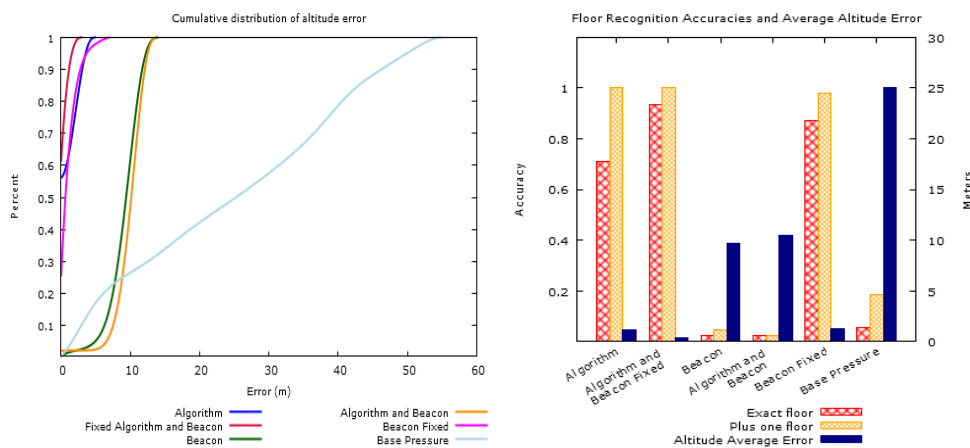 Cumulative distribution of altitude error
1
0.9
0.8
0.7
0.6
0.5
0.4
0.3
0.2
0.1
Percent
0
10
20
30
40
50
60
Error (m)
Algorithm
Fixed Algorithm and Beacon
Beacon
Algorithm and Beacon
Beacon Fixed
Base Pressure
Floor Recognition Accuracies and Average Altitude Error
1
0.8
0.6
0.4
0.2
Accuracy
30
25
20
15
10
5
0
Meters
Algorithm
Algorithm and
Beacon Fixed
Beacon
Algorithm and
Beacon
Beacon Fixed
Base Pressure
Exact floor
Plus one floor
Altitude Average Error